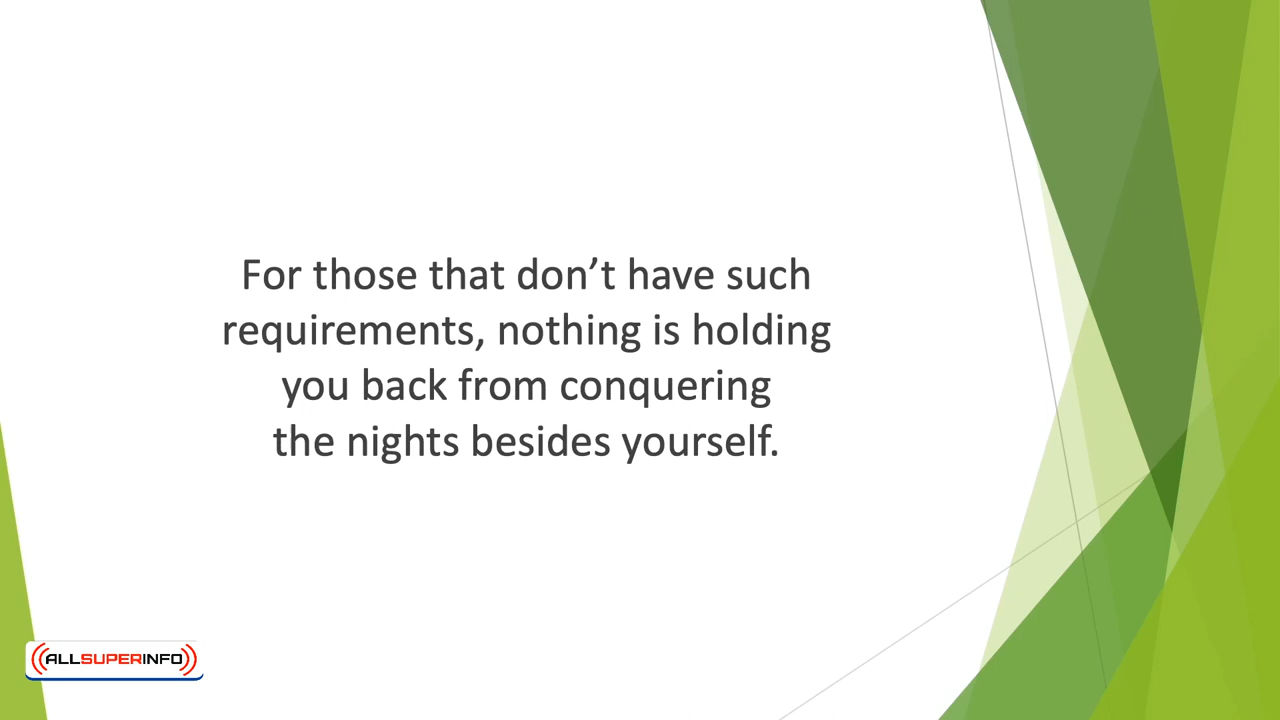 For those that don’t have such
requirements, nothing is holding
you back from conquering
the nights besides yourself.
ALLSUPERINFO